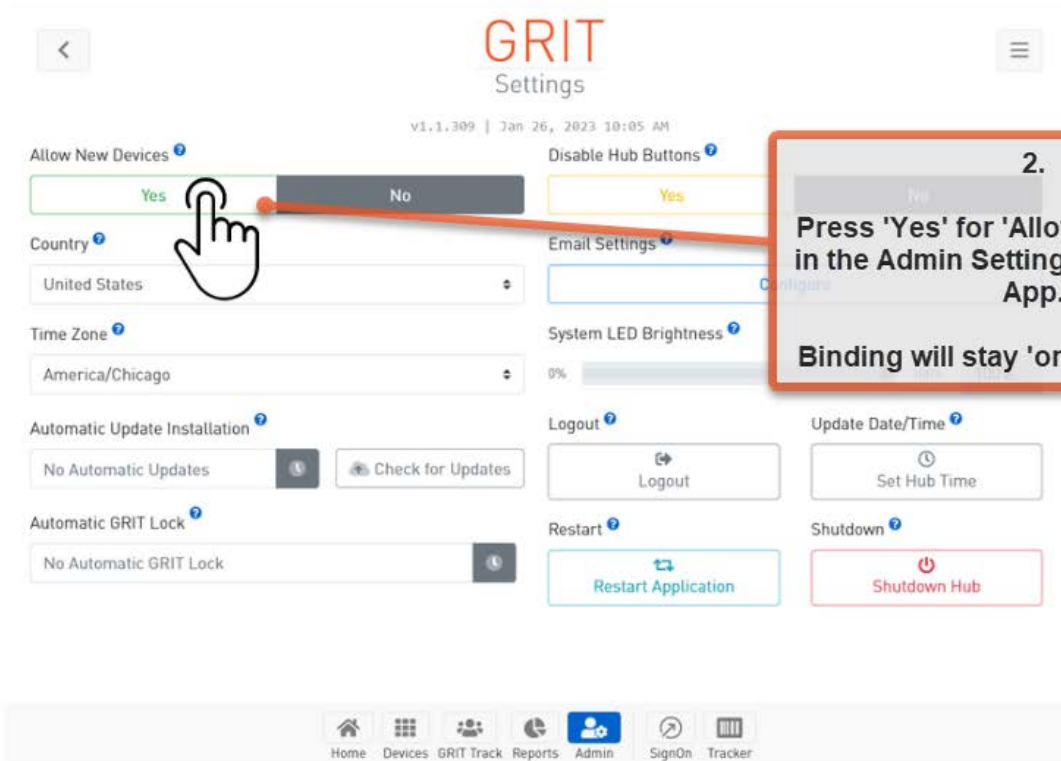 GRIT
Settings
v1.1.309 | Jan 26, 2023 10:05 AM
Allow New Devices
Yes
No
Disable Hub Buttons
Yes
No
Country
United States
Email Settings
Configure
Time Zone
America/Chicago
System LED Brightness
0%
2.
Press 'Yes' for 'Allo
in the Admin Setting
App.
Binding will stay 'on
Automatic Update Installation
No Automatic Updates
Check for Updates
Logout
Logout
Update Date/Time
Set Hub Time
Automatic GRIT Lock
No Automatic GRIT Lock
Restart
Restart Application
Shutdown
Shutdown Hub
Home Devices GRIT Track Reports Admin SignOn Tracker